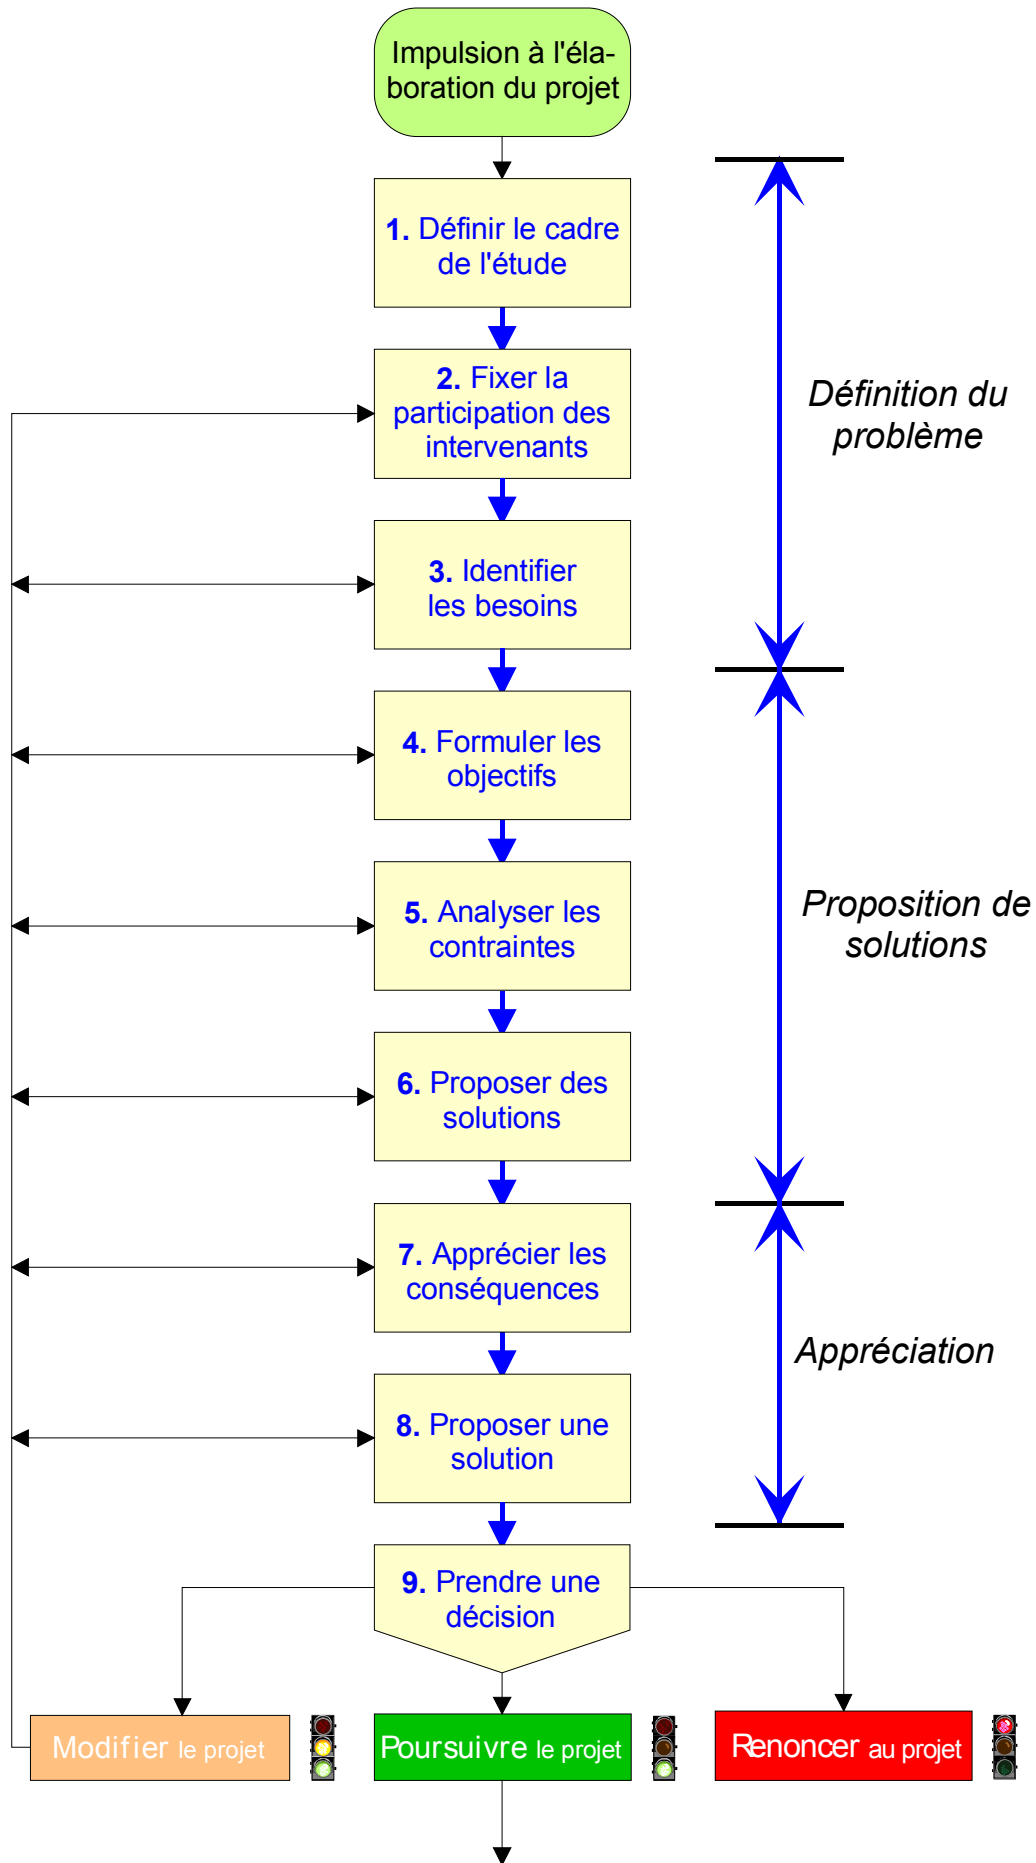 Impulsion à l'éla-
boration du projet
1. Définir le cadre
de l'étude
2. Fixer la
participation des
intervenants
Définition du
problème
3. Identifier
les besoins
4. Formuler les
objectifs
5. Analyser les
contraintes
Proposition de
solutions
6. Proposer des
solutions
7. Apprécier les
conséquences
Appréciation
8. Proposer une
solution
9. Prendre une
décision
Modifier le projet
Poursuivre le projet
Renoncer au projet